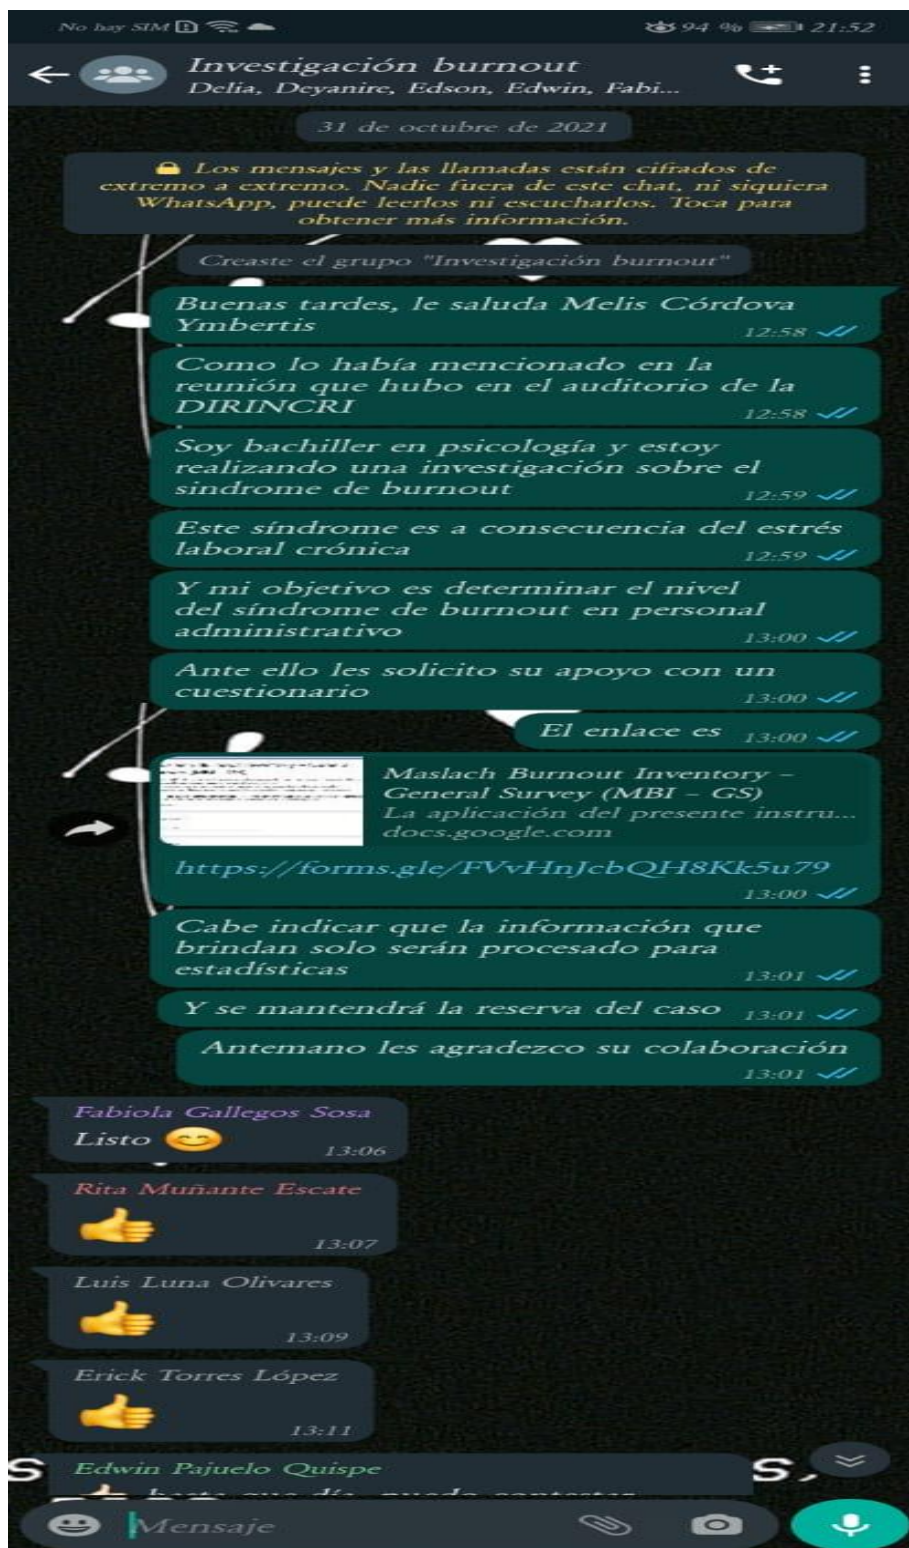 No hay SIM 94 % 21:52
Investigación burnout
Delia, Deyanire, Edson, Edwin, Fabi...
31 de octubre de 2021
Los mensajes y las llamadas están cifrados de
extremo a extremo. Nadie fuera de este chat, ni siquiera
WhatsApp, puede leerlos ni escucharlos. Toca para
obtener más información.
Creaste el grupo "Investigación burnout"
Buenas tardes, le saluda Melis Córdova
Ymbertis
12:58
Como lo había mencionado en la
reunión que hubo en el auditorio de la
DIRINCRI
12:58
Soy bachiller en psicología y estoy
realizando una investigación sobre el
sindrome de burnout
12:59
Este síndrome es a consecuencia del estrés
laboral crónica
12:59
Y mi objetivo es determinar el nivel
del síndrome de burnout en personal
administrativo
13:00
Ante ello les solicito su apoyo con un
cuestionario
13:00
El enlace es 13:00
Maslach Burnout Inventory –
General Survey (MBI – GS)
La aplicación del presente instru...
docs.google.com
https://forms.gle/FVvHnJcbQH8Kk5u79
13:00
Cabe indicar que la información que
brindan solo serán procesado para
estadísticas
13:01
Y se mantendrá la reserva del caso 13:01
Antemano les agradezco su colaboración
13:01
Fabiola Gallegos Sosa
Listo 😊 13:06
Rita Muñante Escate
👍 13:07
Luis Luna Olivares
👍 13:09
Erick Torres López
👍 13:11
Edwin Pajuelo Quispe
Mensaje